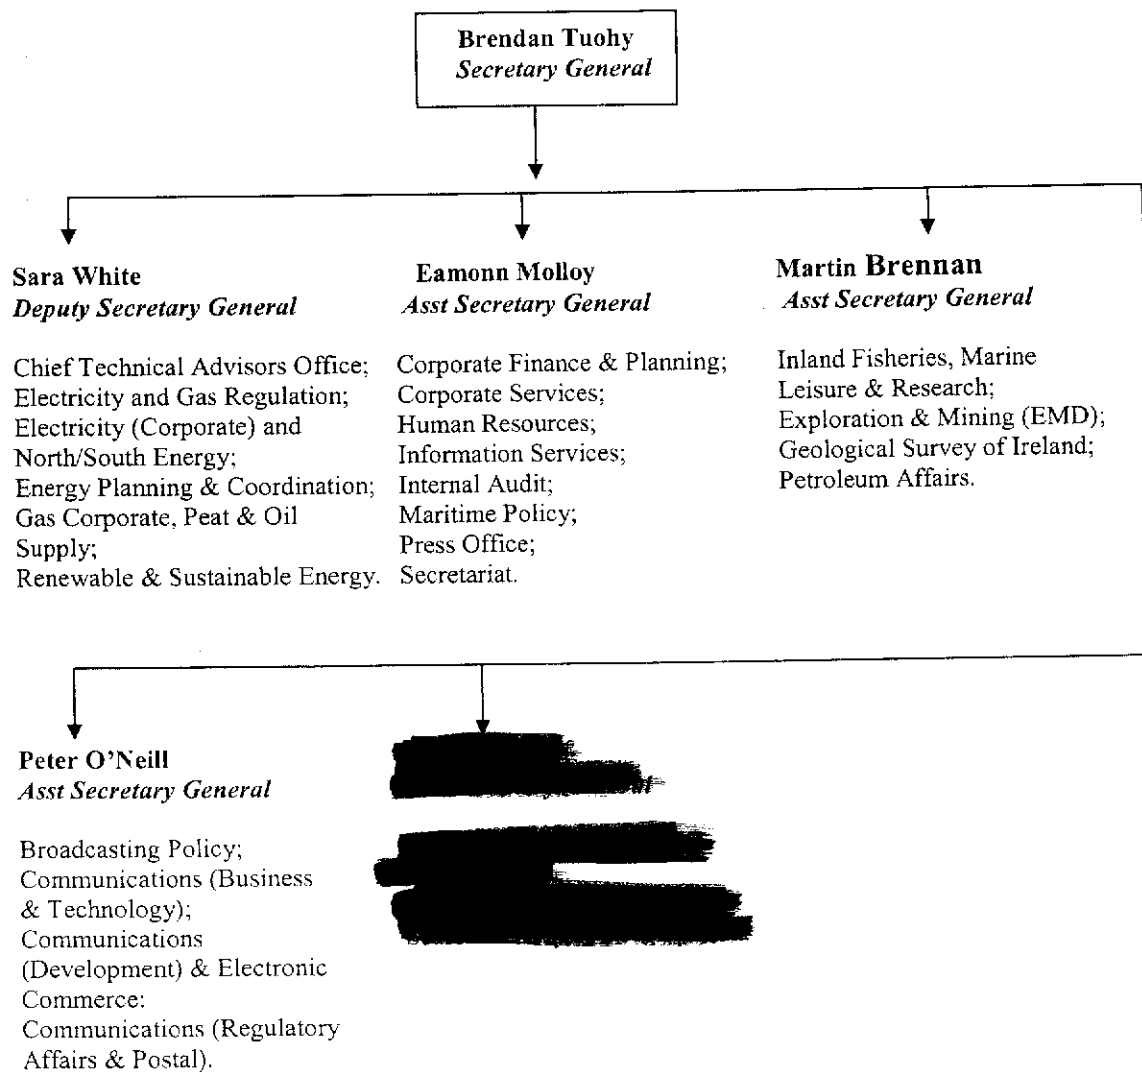 Brendan Tuohy
Secretary General
Sara White
Deputy Secretary General
Chief Technical Advisors Office;
Electricity and Gas Regulation;
Electricity (Corporate) and
North/South Energy;
Energy Planning & Coordination;
Gas Corporate, Peat & Oil
Supply;
Renewable & Sustainable Energy.
Eamonn Molloy
Asst Secretary General
Corporate Finance & Planning;
Corporate Services;
Human Resources;
Information Services;
Internal Audit;
Maritime Policy;
Press Office;
Secretariat.
Martin Brennan
Asst Secretary General
Inland Fisheries, Marine
Leisure & Research;
Exploration & Mining (EMD);
Geological Survey of Ireland;
Petroleum Affairs.
Peter O'Neill
Asst Secretary General
Broadcasting Policy;
Communications (Business
& Technology);
Communications
(Development) & Electronic
Commerce:
Communications (Regulatory
Affairs & Postal).